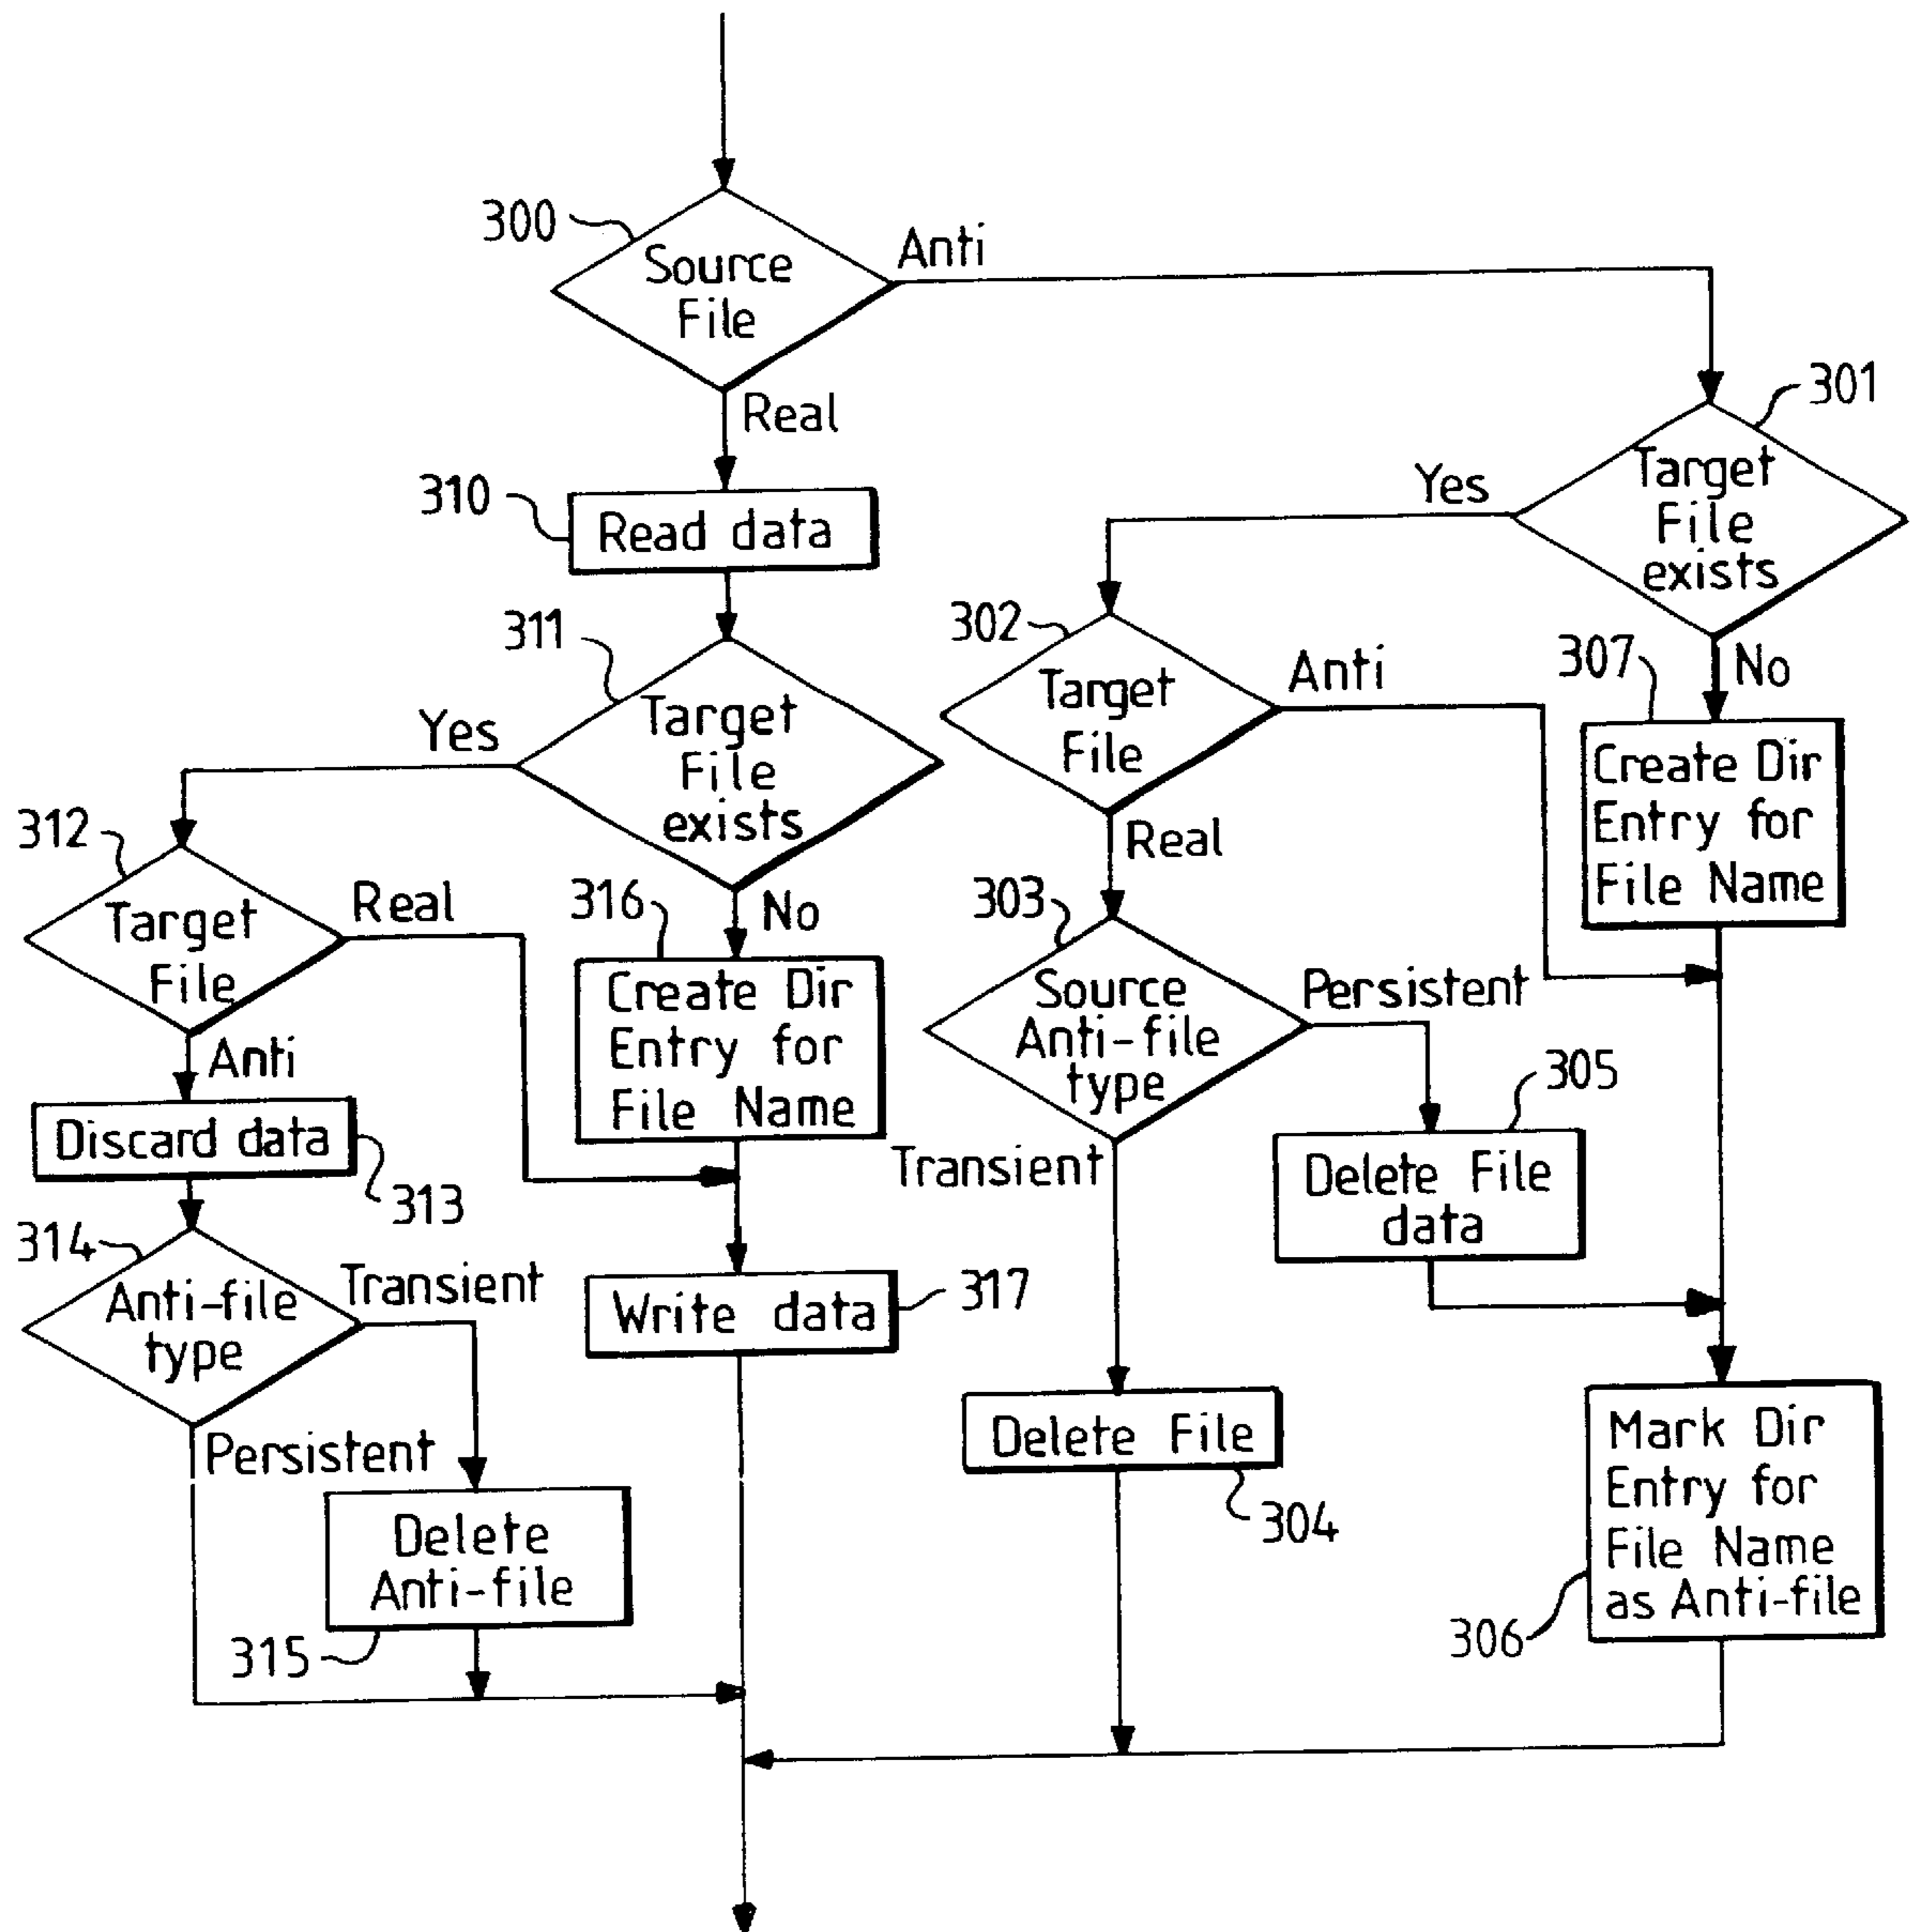 300
Source
File
Anti
Real
301
Target
File
exists
Yes
No
310
Read data
311
Target
File
exists
Yes
No
302
Target
File
Anti
Real
307
Create Dir
Entry for
File Name
312
Target
File
Real
Anti
316
Create Dir
Entry for
File Name
303
Source
Anti-file
type
Persistent
Transient
305
Delete File
data
Discard data
313
314
Anti-file
type
Transient
Persistent
Write data
317
Delete File
304
Mark Dir
Entry for
File Name
as Anti-file
306
Delete
Anti-file
315